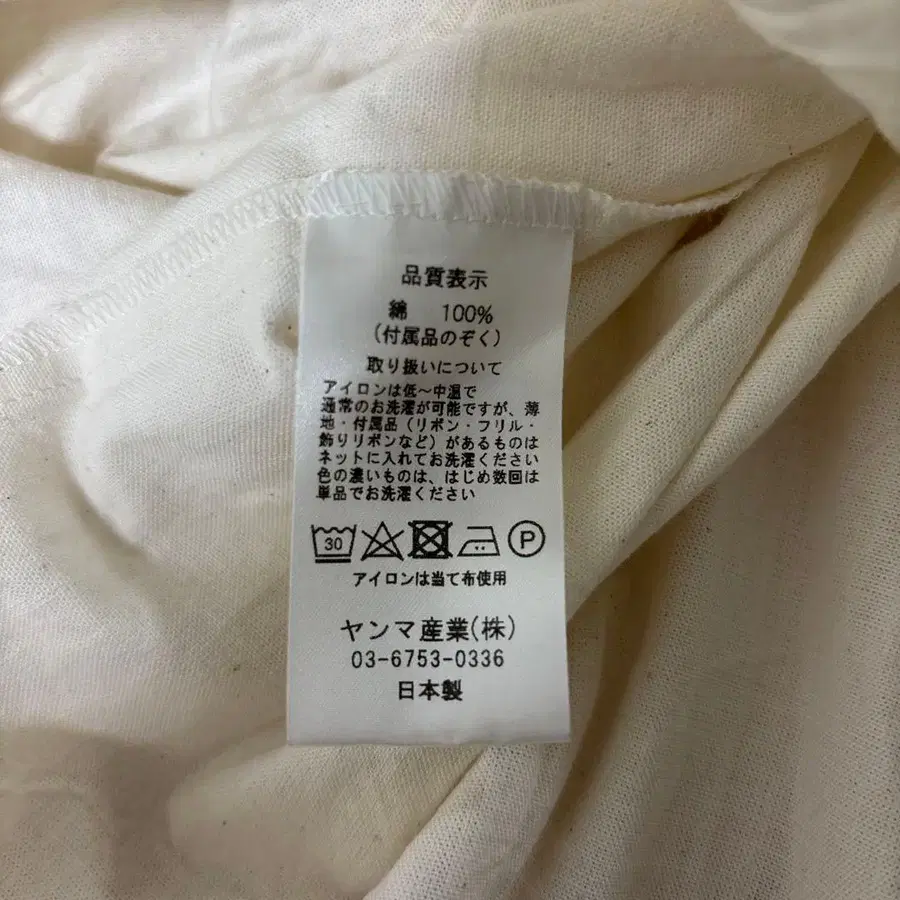 品質表示
綿 100%
(付属品のぞく)
取り扱いについて
アイロンは低～中温で
通常のお洗濯が可能ですが、薄
地・付属品（リボン・フリル・
飾りリボンなど）があるものは
ネットに入れてお洗濯ください
色の濃いものは、はじめ数回は
単品でお洗濯ください
30 P
アイロンは当て布使用
ヤンマ産業(株)
03-6753-0336
日本製